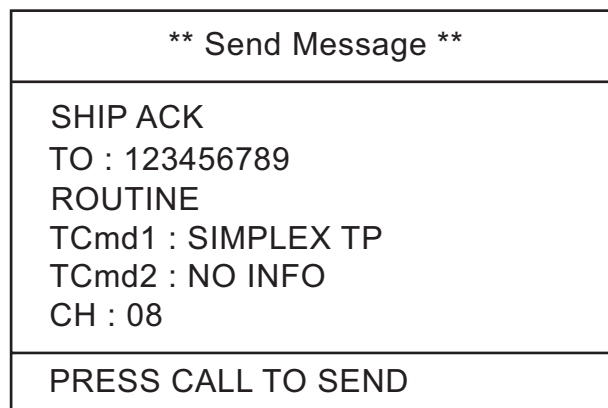 ** Send Message **
SHIP ACK
TO : 123456789
ROUTINE
TCmd1 : SIMPLEX TP
TCmd2 : NO INFO
CH : 08
PRESS CALL TO SEND